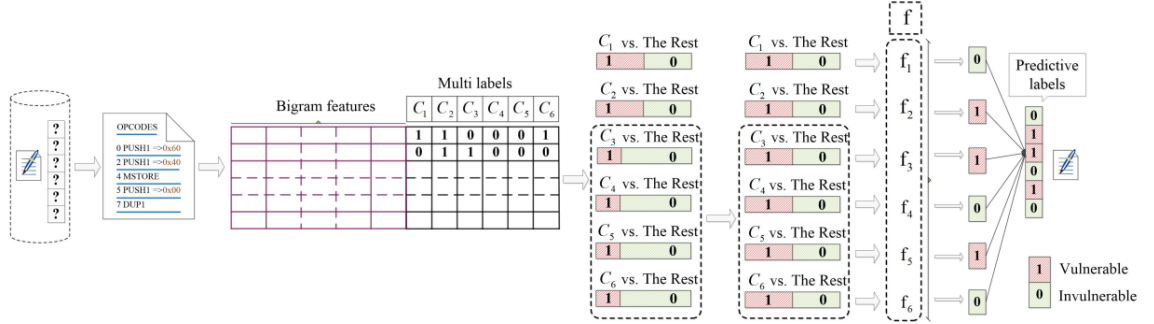 ?
?
?
?
?
?
OPCODES
0 PUSH1 =>0x60
2 PUSH1 =>0x40
4 MSTORE
5 PUSH1 =>0x00
7 DUP1
Bigram features
Multi labels
C1 C2 C3 C4 C5 C6
1 1 0 0 0 1
0 1 1 0 0 0
C1 vs. The Rest
1 0
C2 vs. The Rest
1 0
C3 vs. The Rest
1 0
C4 vs. The Rest
1 0
C5 vs. The Rest
1 0
C6 vs. The Rest
1 0
C1 vs. The Rest
1 0
C2 vs. The Rest
1 0
C3 vs. The Rest
1 0
C4 vs. The Rest
1 0
C5 vs. The Rest
1 0
C6 vs. The Rest
1 0
f
f1
f2
f3
f4
f5
f6
0
1
1
0
1
0
Predictive
labels
0
1
1
0
1
0
1 Vulnerable
0 Invulnerable